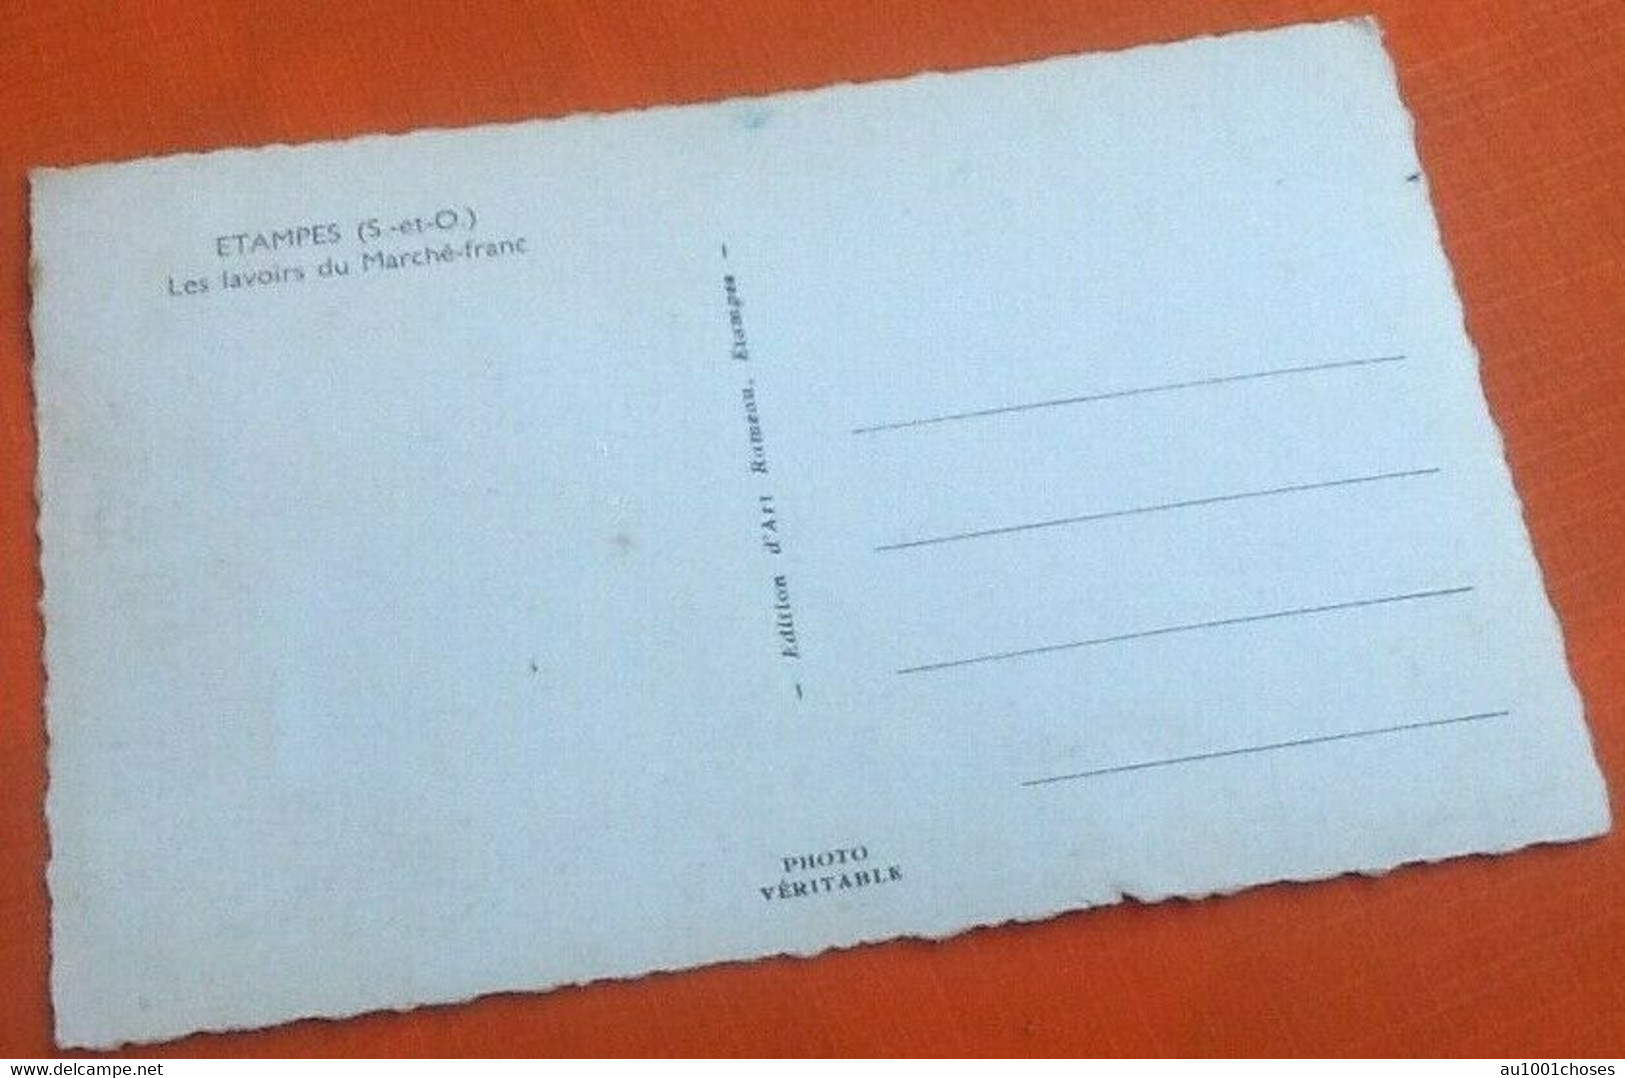 ETAMPES (S.-et-O.)
Les lavoirs du Marché-franc
— Edition d'Art Rameau, Etampes —
PHOTO
VÉRITABLE
www.delcampe.net
au1001choses